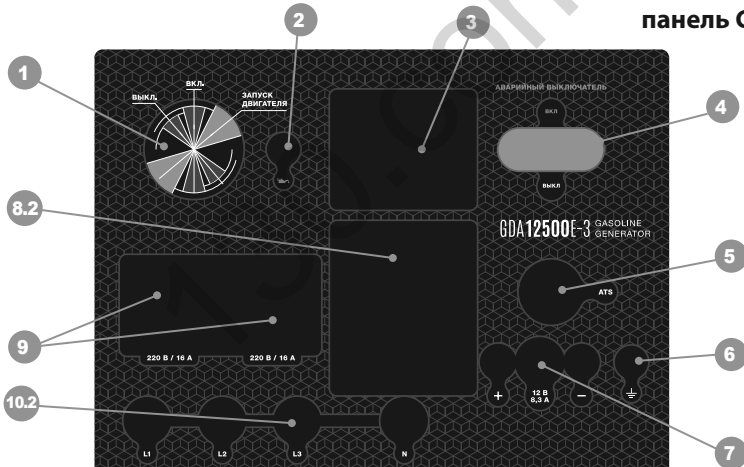 панель
1
2
3
4
5
6
7
8.2
9
10.2
ВЫКЛ.
ВКЛ.
ЗАПУСК
ДВИГАТЕЛЯ
АВАРИЙНЫЙ ВЫКЛЮЧАТЕЛЬ
ВКЛ
ВЫКЛ
GDA12500E-3 GASOLINE
GENERATOR
ATS
220 В / 16 А
220 В / 16 А
+
12 В
8,3 А
−
L1
L2
L3
N